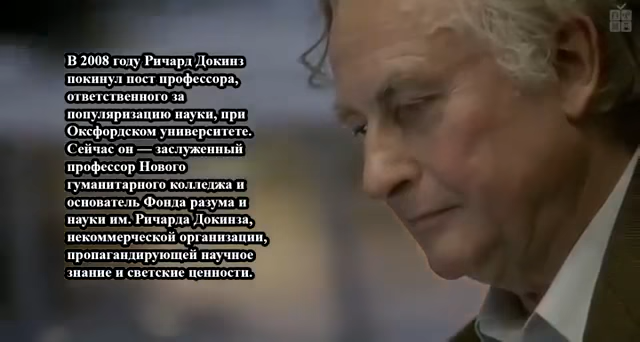 В 2008 году Ричард Докинз
покинул пост профессора,
ответственного за
популяризацию науки, при
Оксфордском университете.
Сейчас он — заслуженный
профессор Нового
гуманитарного колледжа и
основатель Фонда разума и
науки им. Ричарда Докинза,
некоммерческой организации,
пропагандирующей научное
знание и светские ценности.